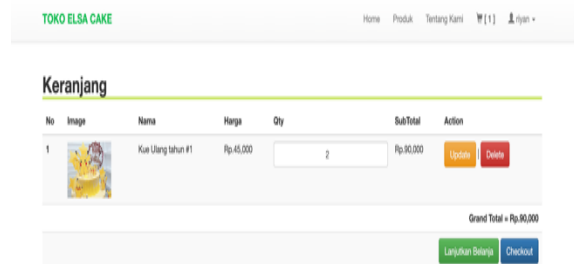 TOKO ELSA CAKE Home Produk Tentang Kami [ 1 ] riyan
Keranjang
No Image Nama Harga Qty SubTotal Action
1 Kue Ulang tahun #1 Rp.45,000 2 Rp.90,000 Update | Delete
Grand Total = Rp.90,000
Lanjutkan Belanja Checkout